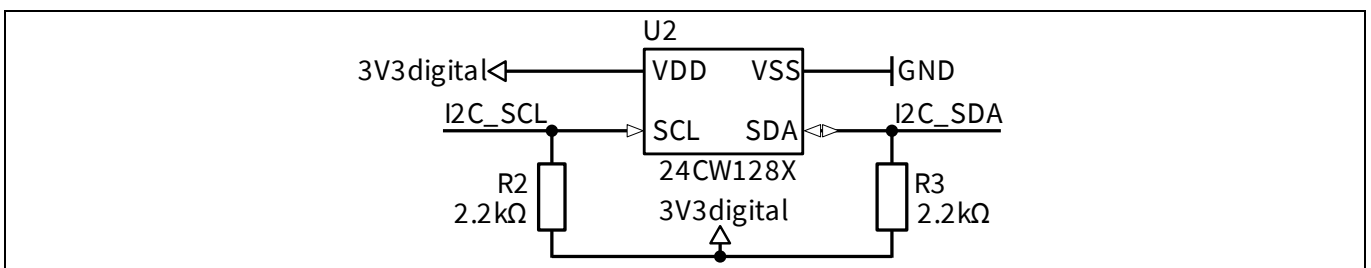 U2
3V3digital VDD VSS GND
I2C_SCL SCL SDA I2C_SDA
24CW128X
R2 2.2kΩ
3V3digital
R3 2.2kΩ